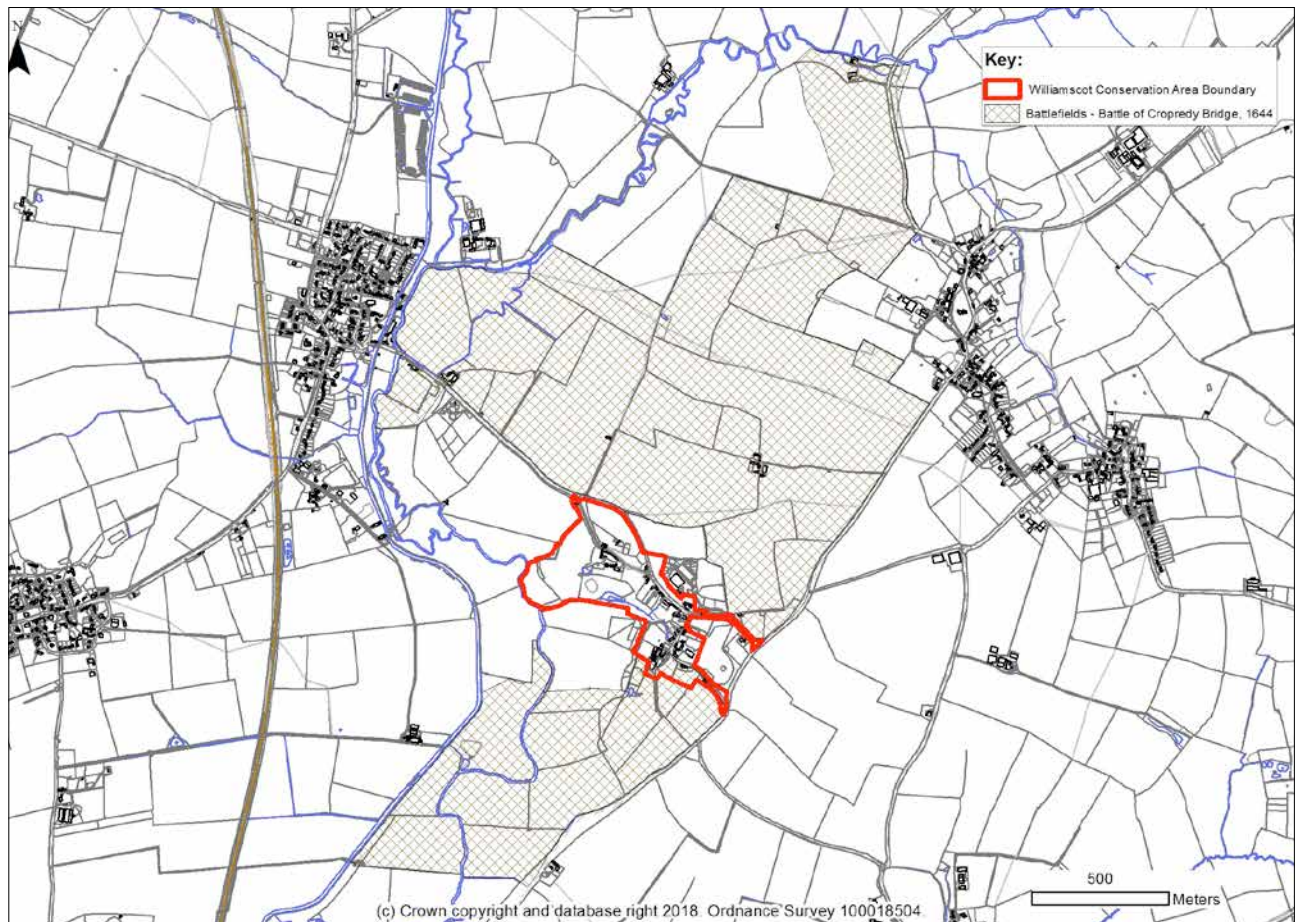 N
Key:
Williamscot Conservation Area Boundary
Battlefields - Battle of Cropredy Bridge, 1644
500
Meters
(c) Crown copyright and database right 2018. Ordnance Survey 100018504.